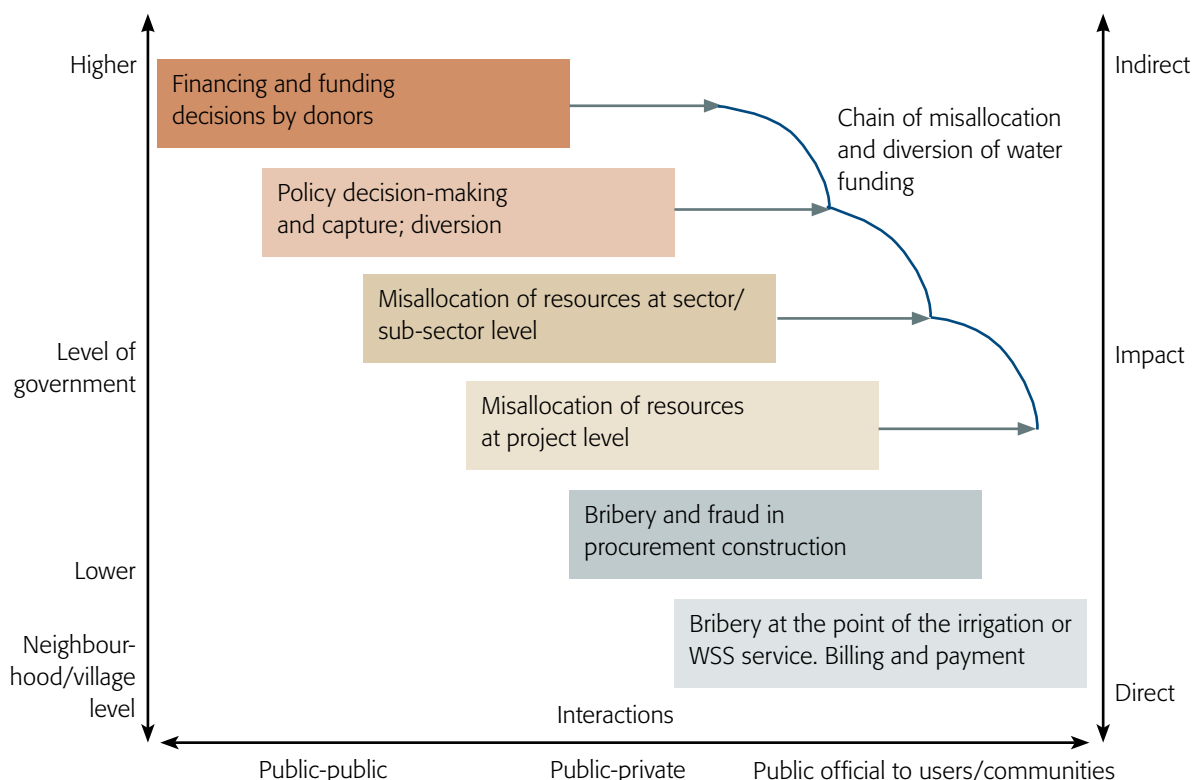 Higher
Financing and funding
decisions by donors
Indirect
Chain of misallocation
and diversion of water
funding
Policy decision-making
and capture; diversion
Misallocation of resources at sector/
sub-sector level
Level of
government
Impact
Misallocation of resources
at project level
Bribery and fraud in
procurement construction
Lower
Neighbour-
hood/village
level
Bribery at the point of the irrigation or
WSS service. Billing and payment
Direct
Interactions
Public-public
Public-private
Public official to users/communities